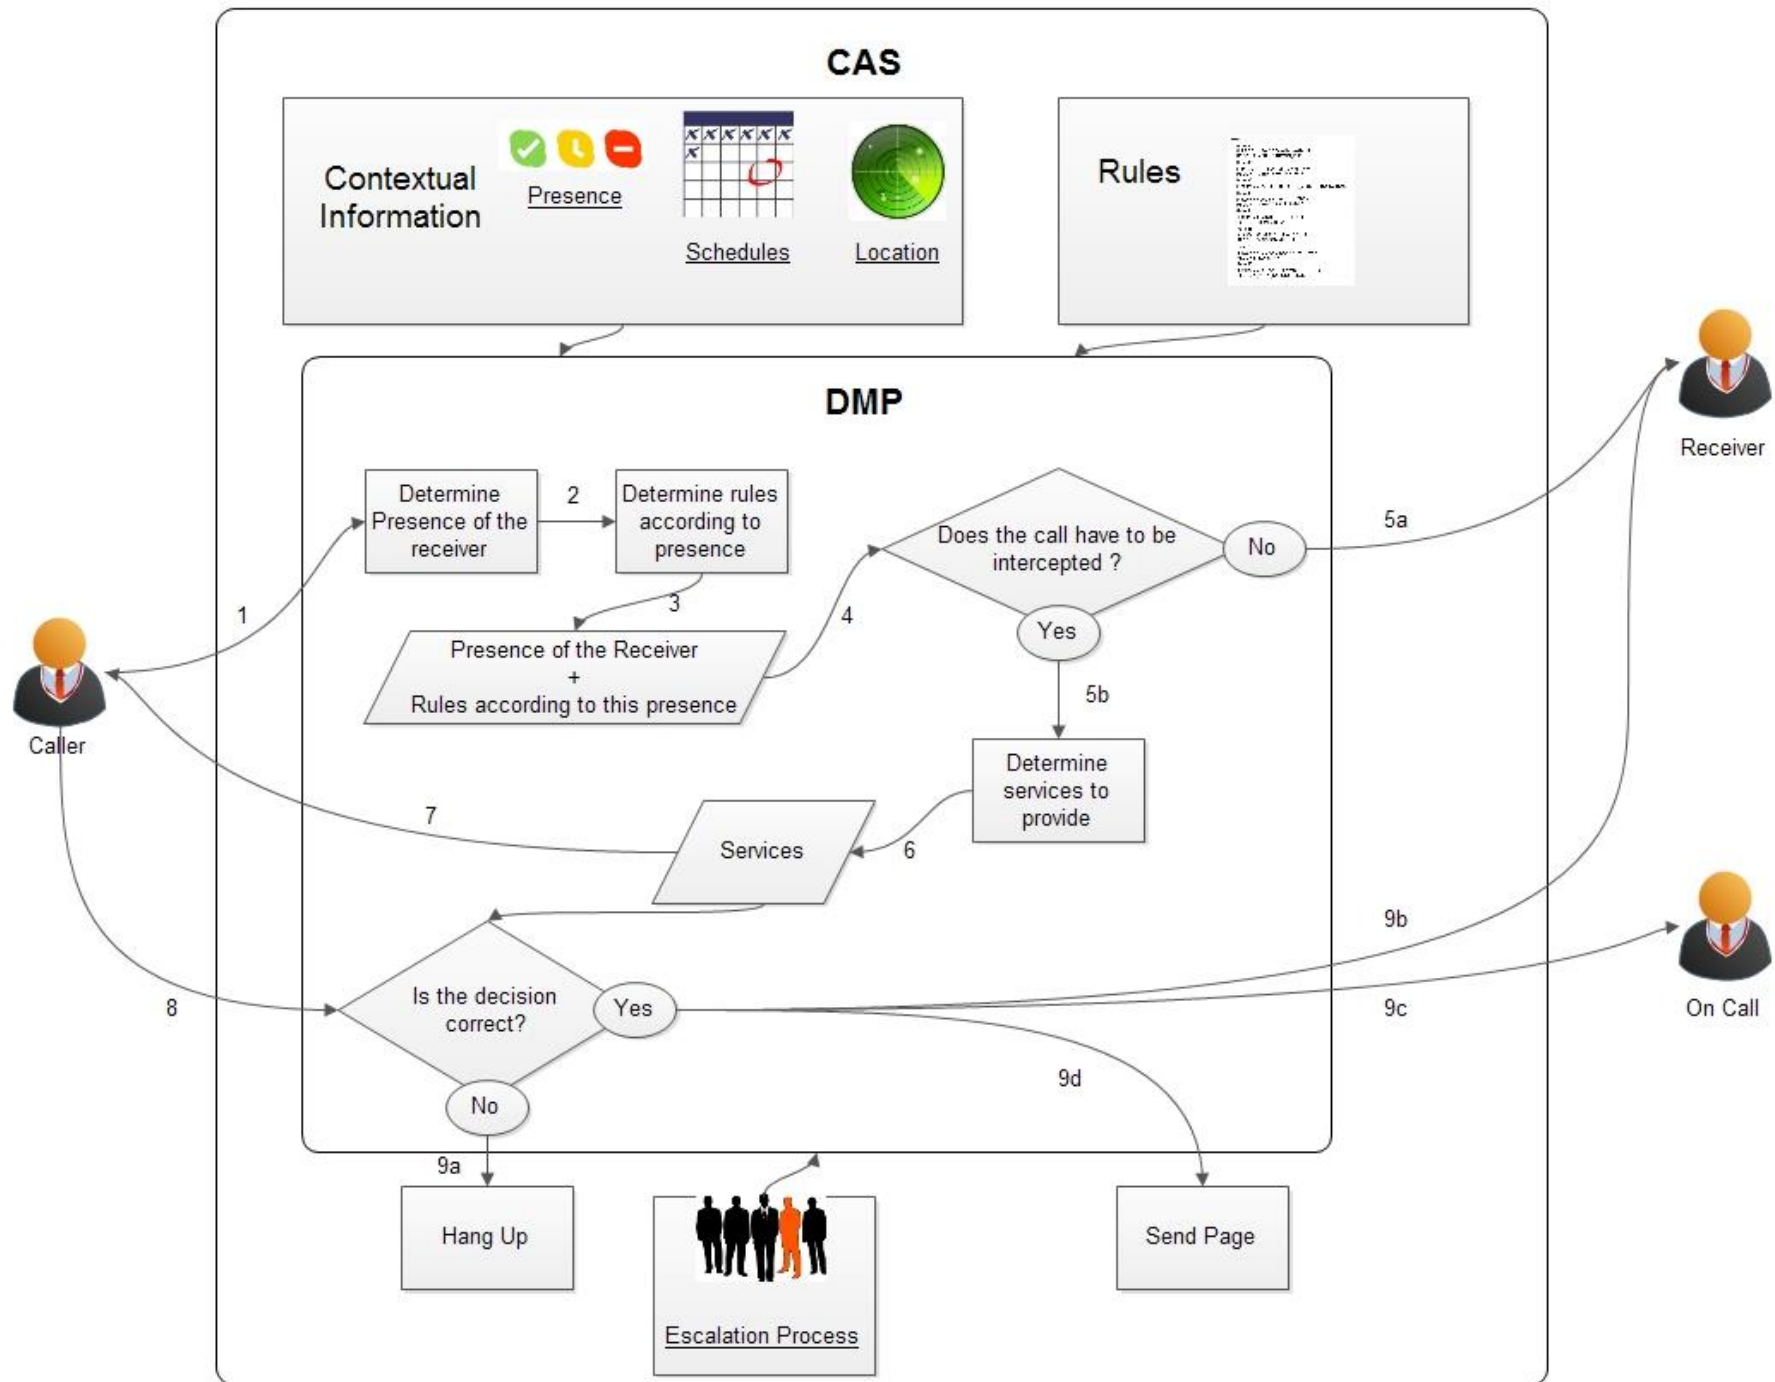 CAS
Contextual
Information
Presence
Schedules
Location
Rules
DMP
Receiver
Determine
Presence of the
receiver
2
Determine rules
according to
presence
Does the call have to be
intercepted ?
No
5a
1
3
4
Yes
Presence of the Receiver
+
Rules according to this presence
5b
Caller
Determine
services to
provide
7
Services
6
9b
Is the decision
correct?
Yes
8
9c
On Call
9d
No
9a
Hang Up
Send Page
Escalation Process